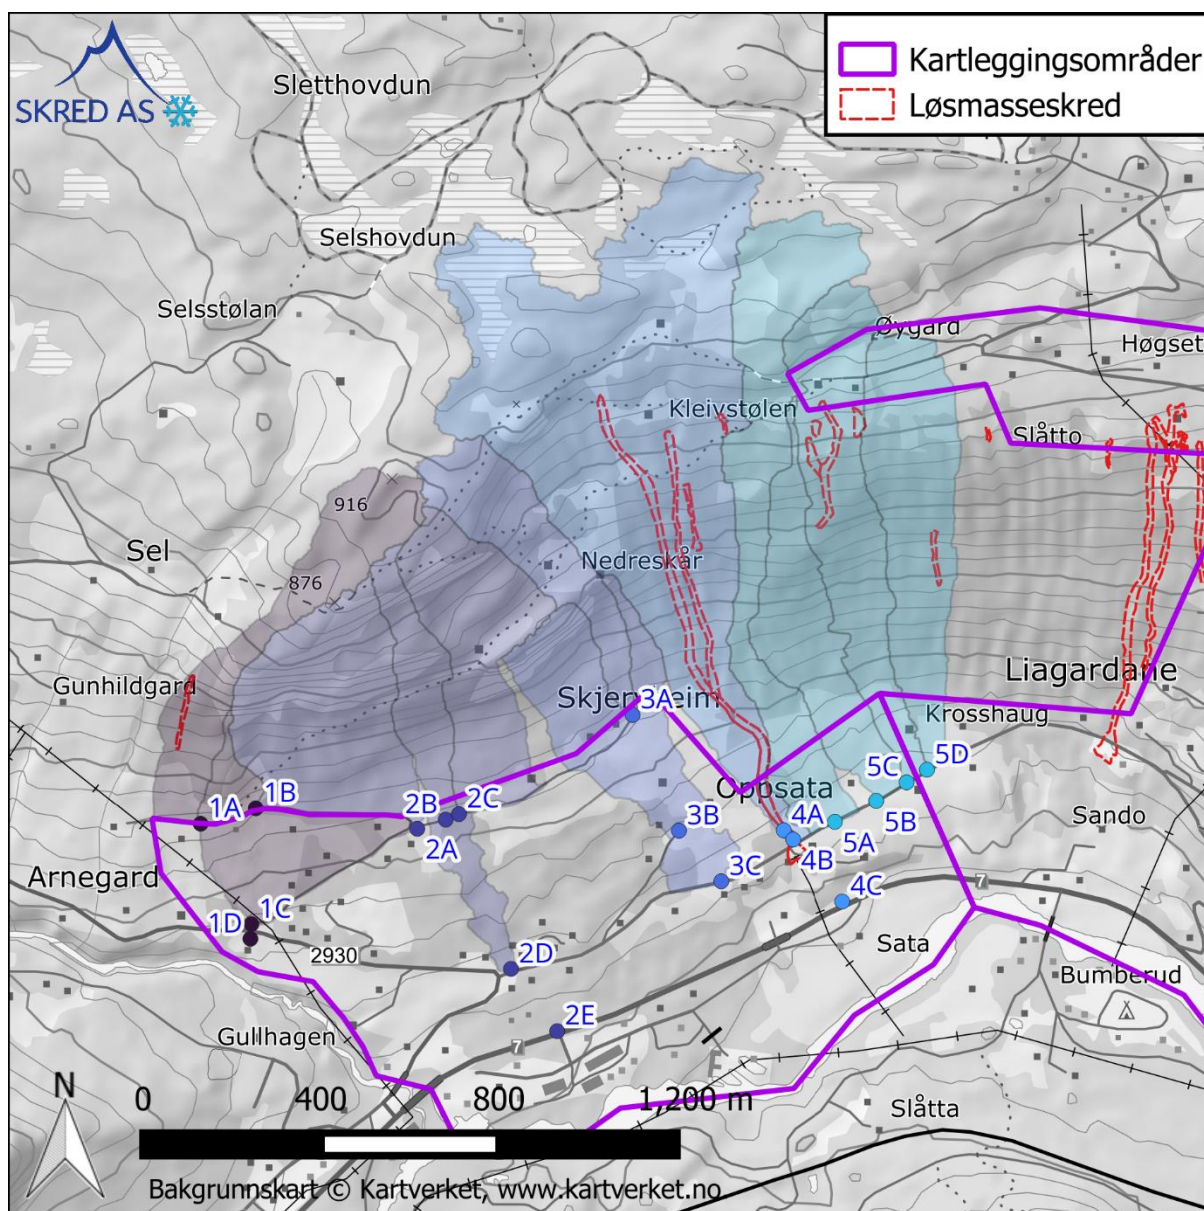 SKRED AS
Kartleggingsområder
Løsmasseskred
Sletthovdun
Selshovdun
Selsstølan
Øygard
Høgset
Kleivstølen
Slåtto
916
Sel
876
Nedreskår
Gunhildgard
Liagardane
3A
Krosshaug
5D
5C
1B
2C
Oppsata
1A
2B
4A
5B
Sando
3B
2A
5A
4B
Arnegard
3C
4C
7
1C
1D
2930
2D
Sata
Bumberud
Gullhagen
2E
7
N
0 400 800 1,200 m
Slåtta
Bakgrunnskart © Kartverket, www.kartverket.no